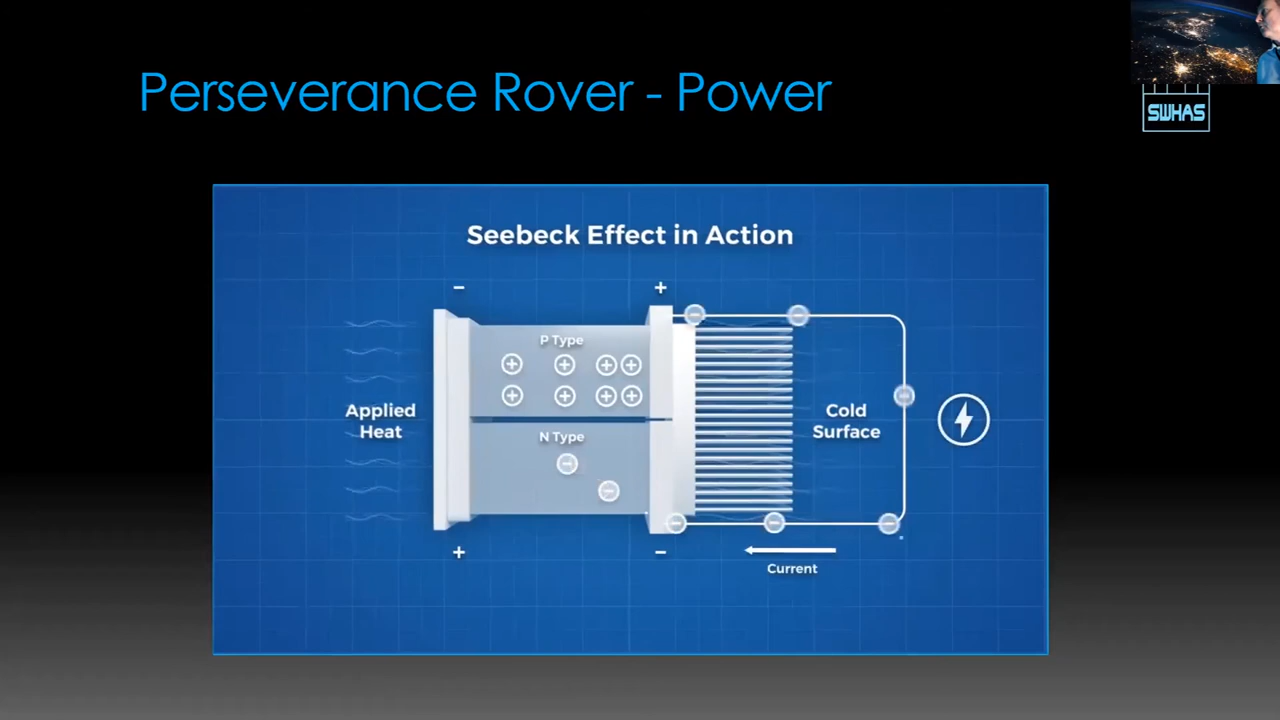 Perseverance Rover - Power
SWHAS
Seebeck Effect in Action
- +
P Type
+ + + +
+ + + +
Applied
Heat
Cold
Surface
N Type
+ -
Current